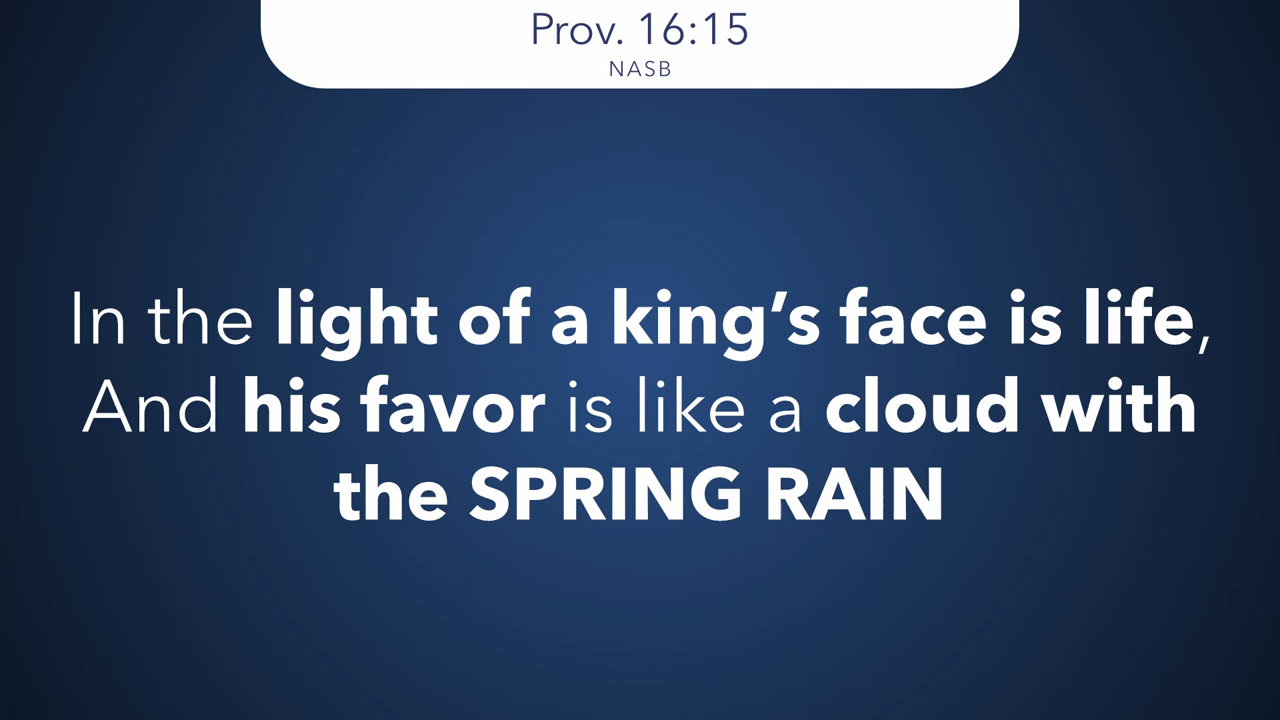 Prov. 16:15
NASB
In the light of a king’s face is life,
And his favor is like a cloud with
the SPRING RAIN